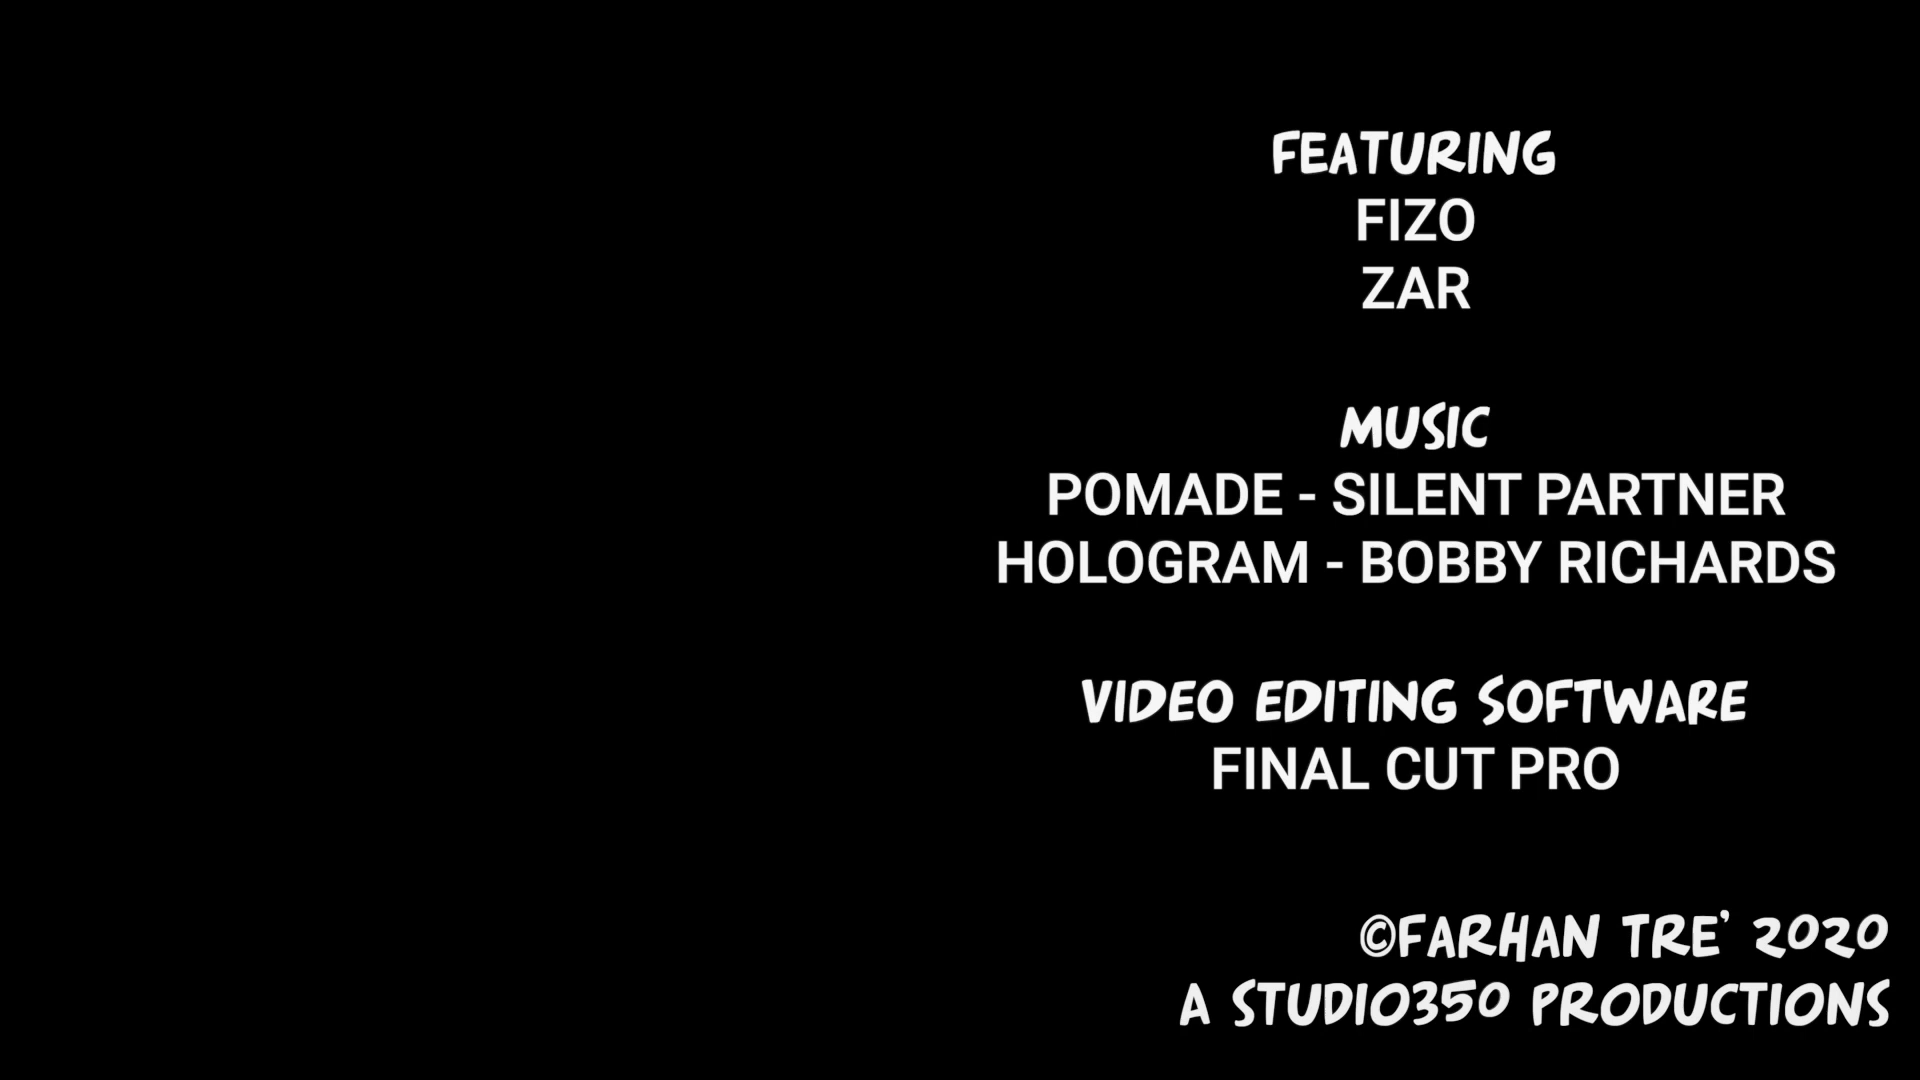 FEATURING
FIZO
ZAR
MUSIC
POMADE - SILENT PARTNER
HOLOGRAM - BOBBY RICHARDS
VIDEO EDITING SOFTWARE
FINAL CUT PRO
©FARHAN TRE' 2020
A STUDIO350 PRODUCTIONS